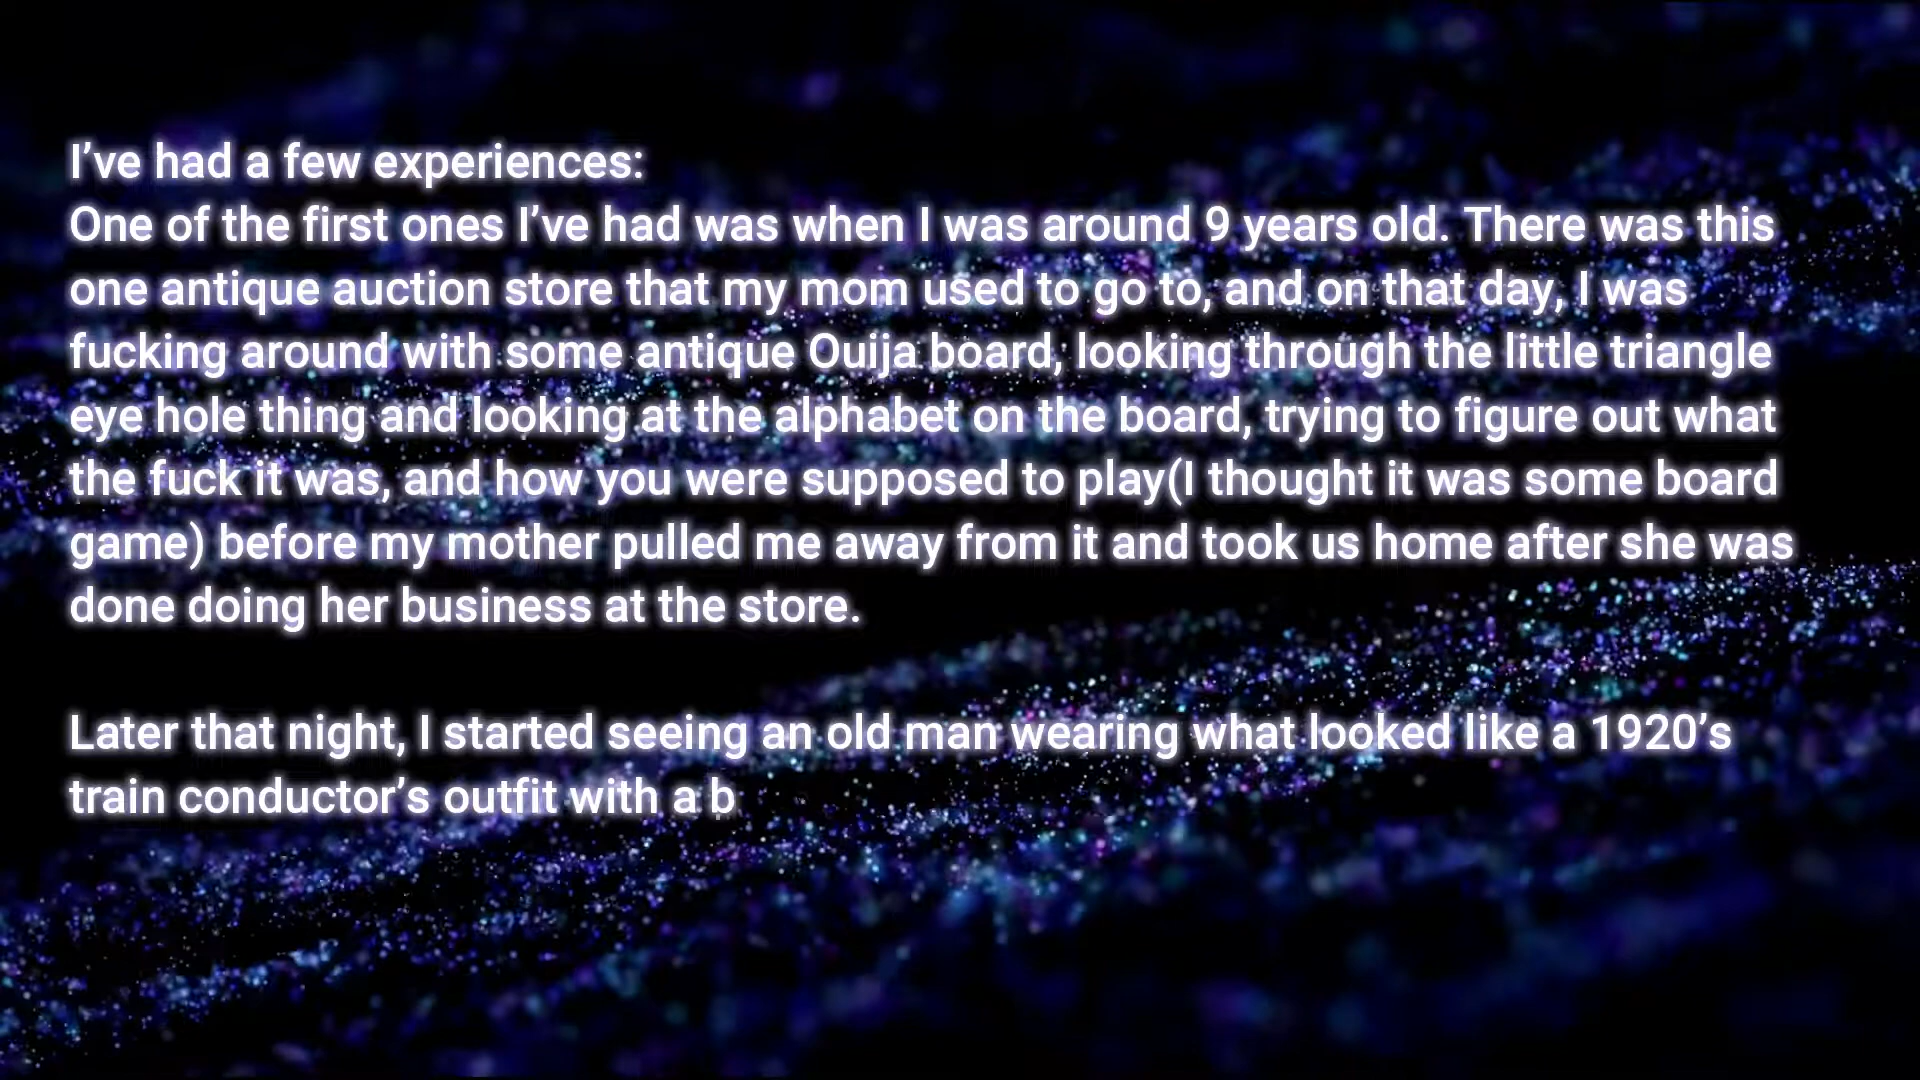 I’ve had a few experiences:
One of the first ones I’ve had was when I was around 9 years old. There was this
one antique auction store that my mom used to go to, and on that day, I was
fucking around with some antique Ouija board, looking through the little triangle
eye hole thing and looking at the alphabet on the board, trying to figure out what
the fuck it was, and how you were supposed to play(I thought it was some board
game) before my mother pulled me away from it and took us home after she was
done doing her business at the store.
Later that night, I started seeing an old man wearing what looked like a 1920’s
train conductor’s outfit with a b